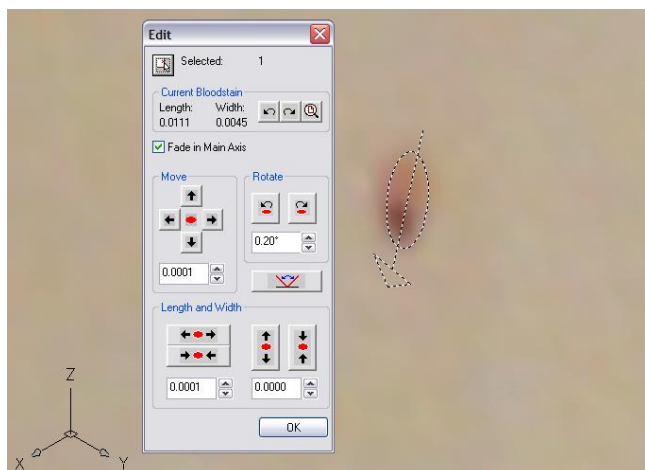 Edit
Selected: 1
Current Bloodstain
Length: Width:
0.0111 0.0045
Fade in Main Axis
Move
Rotate
0.20°
0.0001
Length and Width
0.0001
0.0000
OK
Z
X
Y